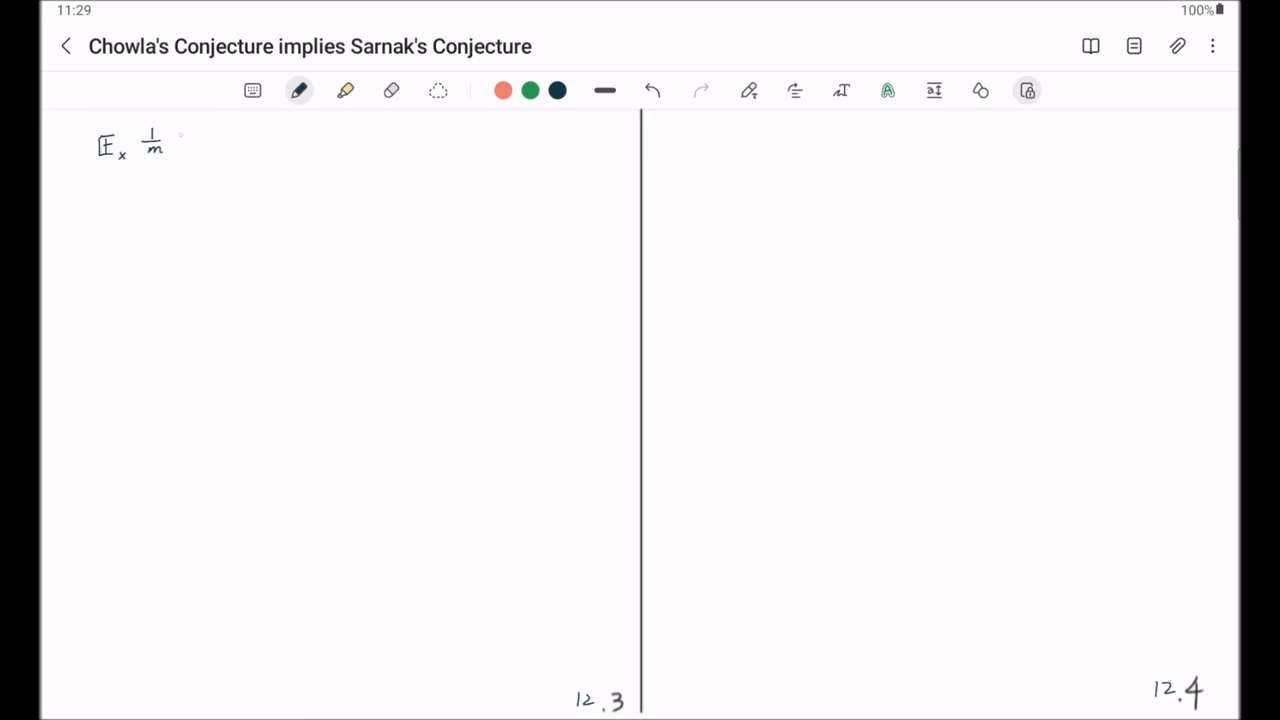 11:29
100%
Chowla's Conjecture implies Sarnak's Conjecture
𝔼ₓ 1/m
12.3
12.4